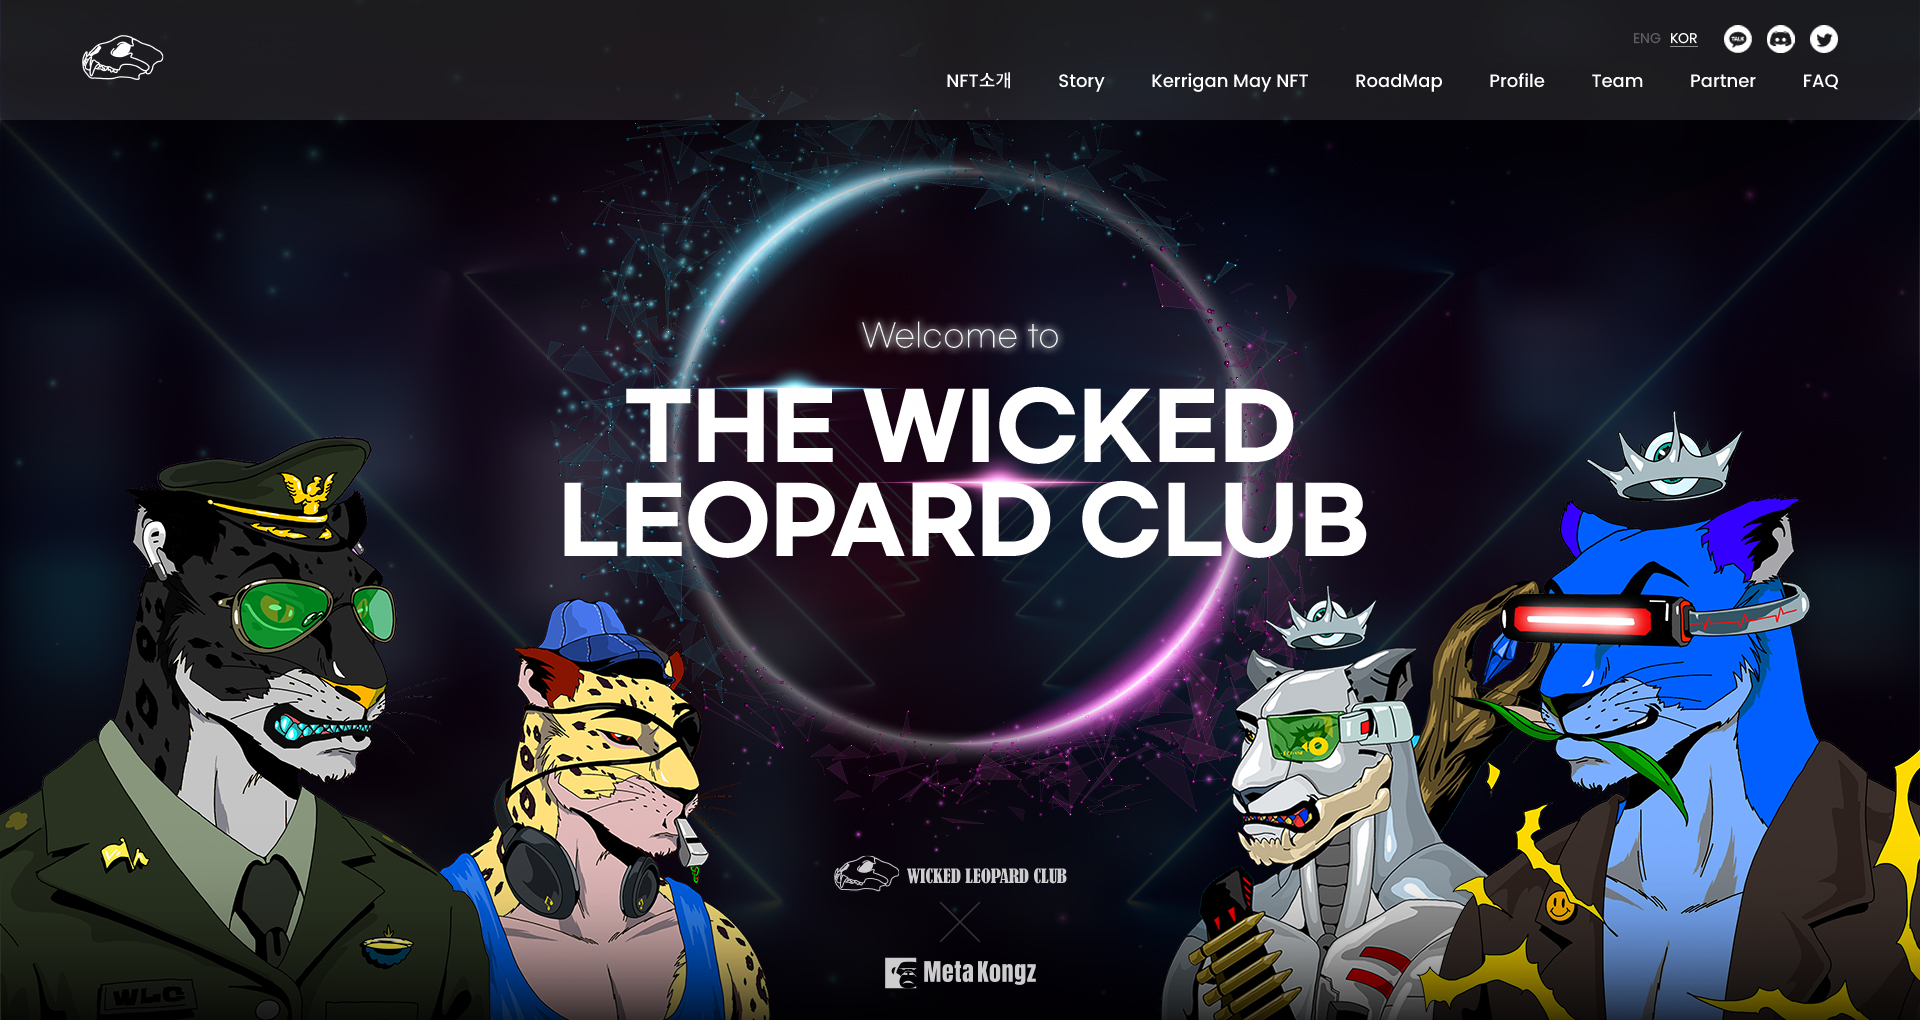 ENG KOR
TALK
NFT소개 Story Kerrigan May NFT RoadMap Profile Team Partner FAQ
Welcome to
THE WICKED
LEOPARD CLUB
WICKED LEOPARD CLUB
Meta Kongz
WLC